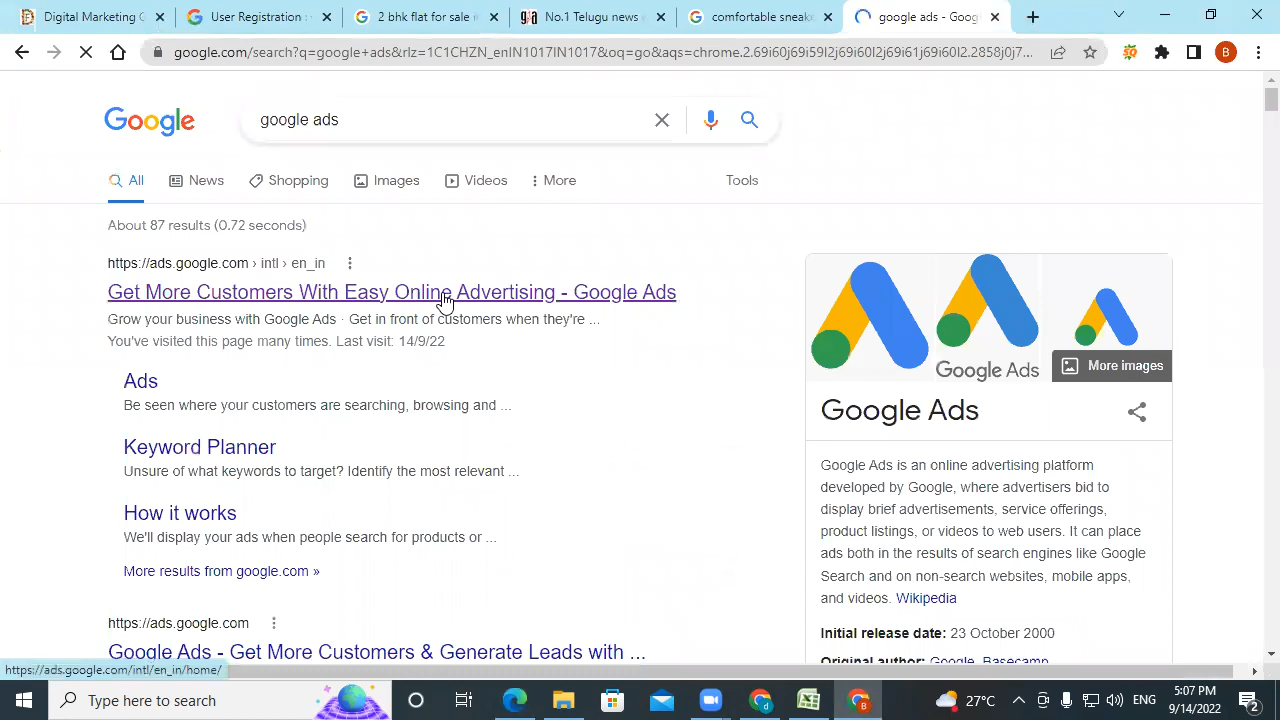 Digital Marketing C
User Registration :
2 bhk flat for sale i
No.1 Telugu news
comfortable sneake
google ads - Goog
google.com/search?q=google+ads&rlz=1C1CHZN_enIN1017IN1017&oq=go&aqs=chrome.2.69i60j69i59l2j69i60l2j69i61j69i60l2.2858j0j7...
B
Google
google ads
All
News
Shopping
Images
Videos
More
Tools
About 87 results (0.72 seconds)
https://ads.google.com › intl › en_in
Get More Customers With Easy Online Advertising - Google Ads
Grow your business with Google Ads · Get in front of customers when they're ...
You've visited this page many times. Last visit: 14/9/22
Ads
Be seen where your customers are searching, browsing and ...
Keyword Planner
Unsure of what keywords to target? Identify the most relevant ...
How it works
We'll display your ads when people search for products or ...
More results from google.com »
https://ads.google.com
Google Ads - Get More Customers & Generate Leads with ...
Google Ads
More images
Google Ads
Google Ads is an online advertising platform
developed by Google, where advertisers bid to
display brief advertisements, service offerings,
product listings, or videos to web users. It can place
ads both in the results of search engines like Google
Search and on non-search websites, mobile apps,
and videos. Wikipedia
Initial release date: 23 October 2000
Original author: Google, Basecamp
https://ads.google.com/intl/en_in/home/
Type here to search
27°C
ENG
5:07 PM
9/14/2022
2